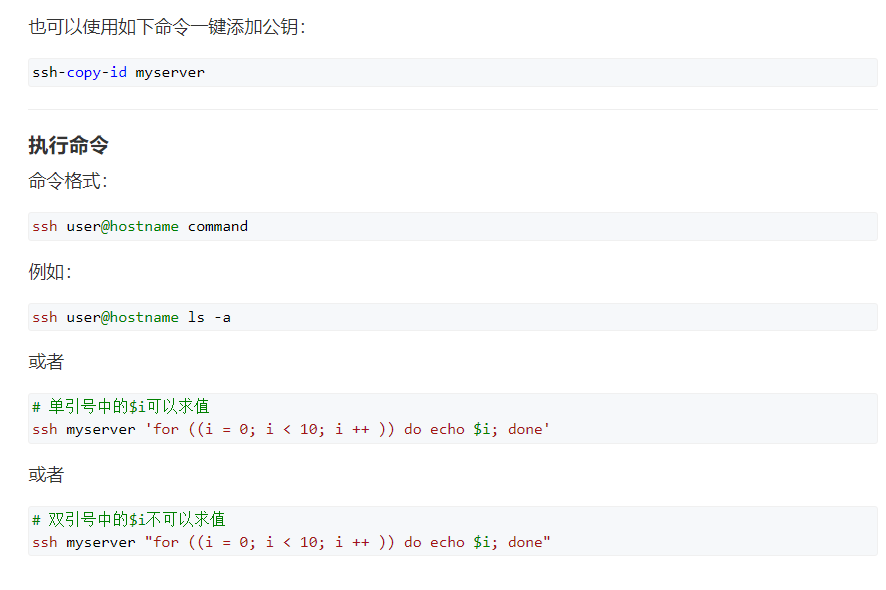 也可以使用如下命令一键添加公钥：
ssh-copy-id myserver
执行命令
命令格式：
ssh user@hostname command
例如：
ssh user@hostname ls -a
或者
# 单引号中的$i可以求值
ssh myserver 'for ((i = 0; i < 10; i ++ )) do echo $i; done'
或者
# 双引号中的$i不可以求值
ssh myserver "for ((i = 0; i < 10; i ++ )) do echo $i; done"